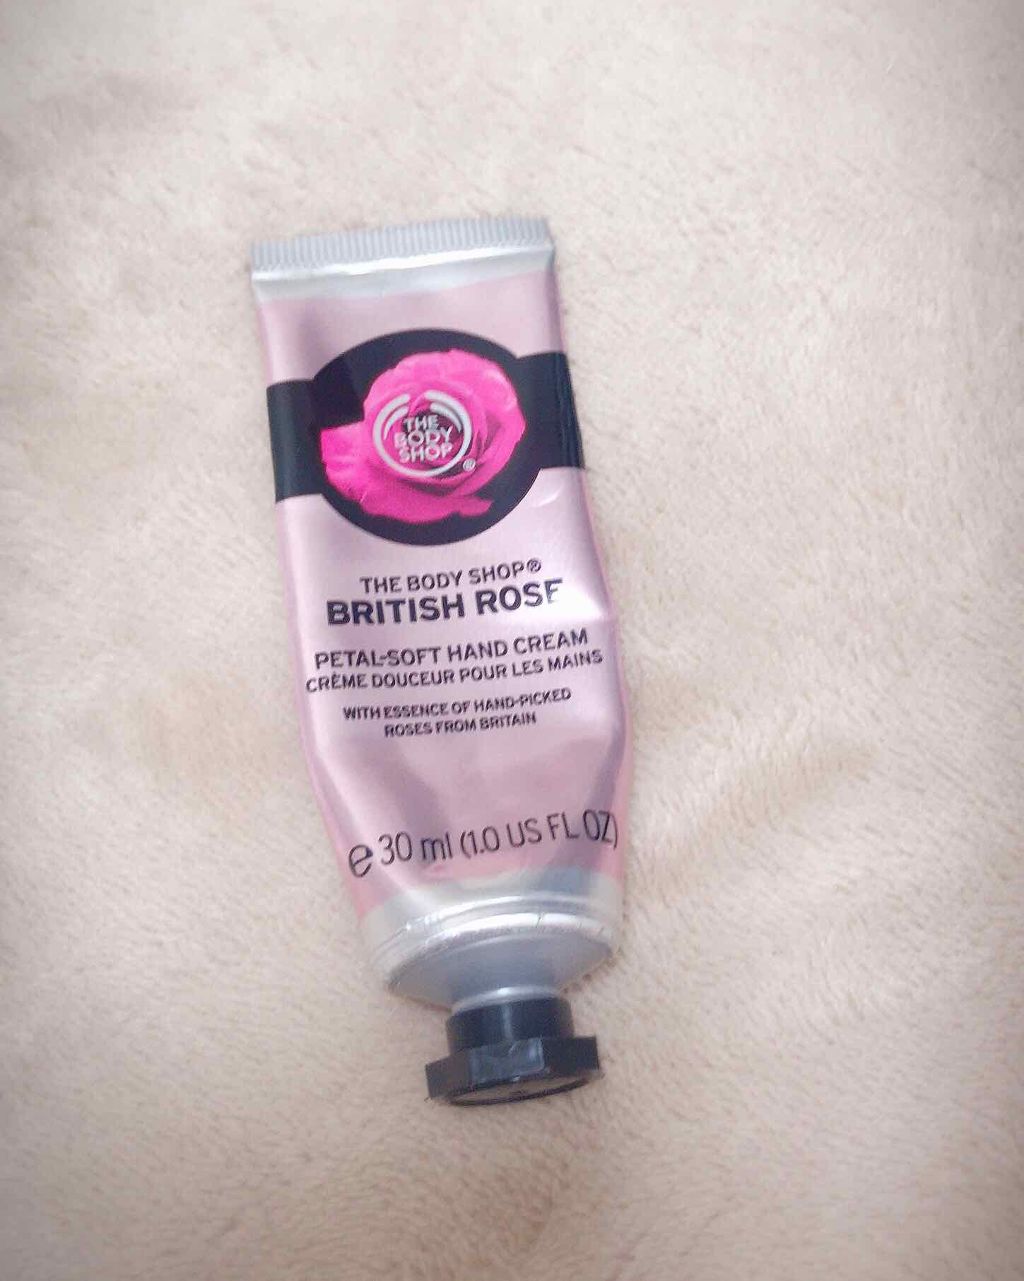 THE
BODY
SHOP®
THE BODY SHOP®
BRITISH ROSE
PETAL-SOFT HAND CREAM
CRÈME DOUCEUR POUR LES MAINS
WITH ESSENCE OF HAND-PICKED
ROSES FROM BRITAIN
℮ 30 ml (1.0 US FL OZ)